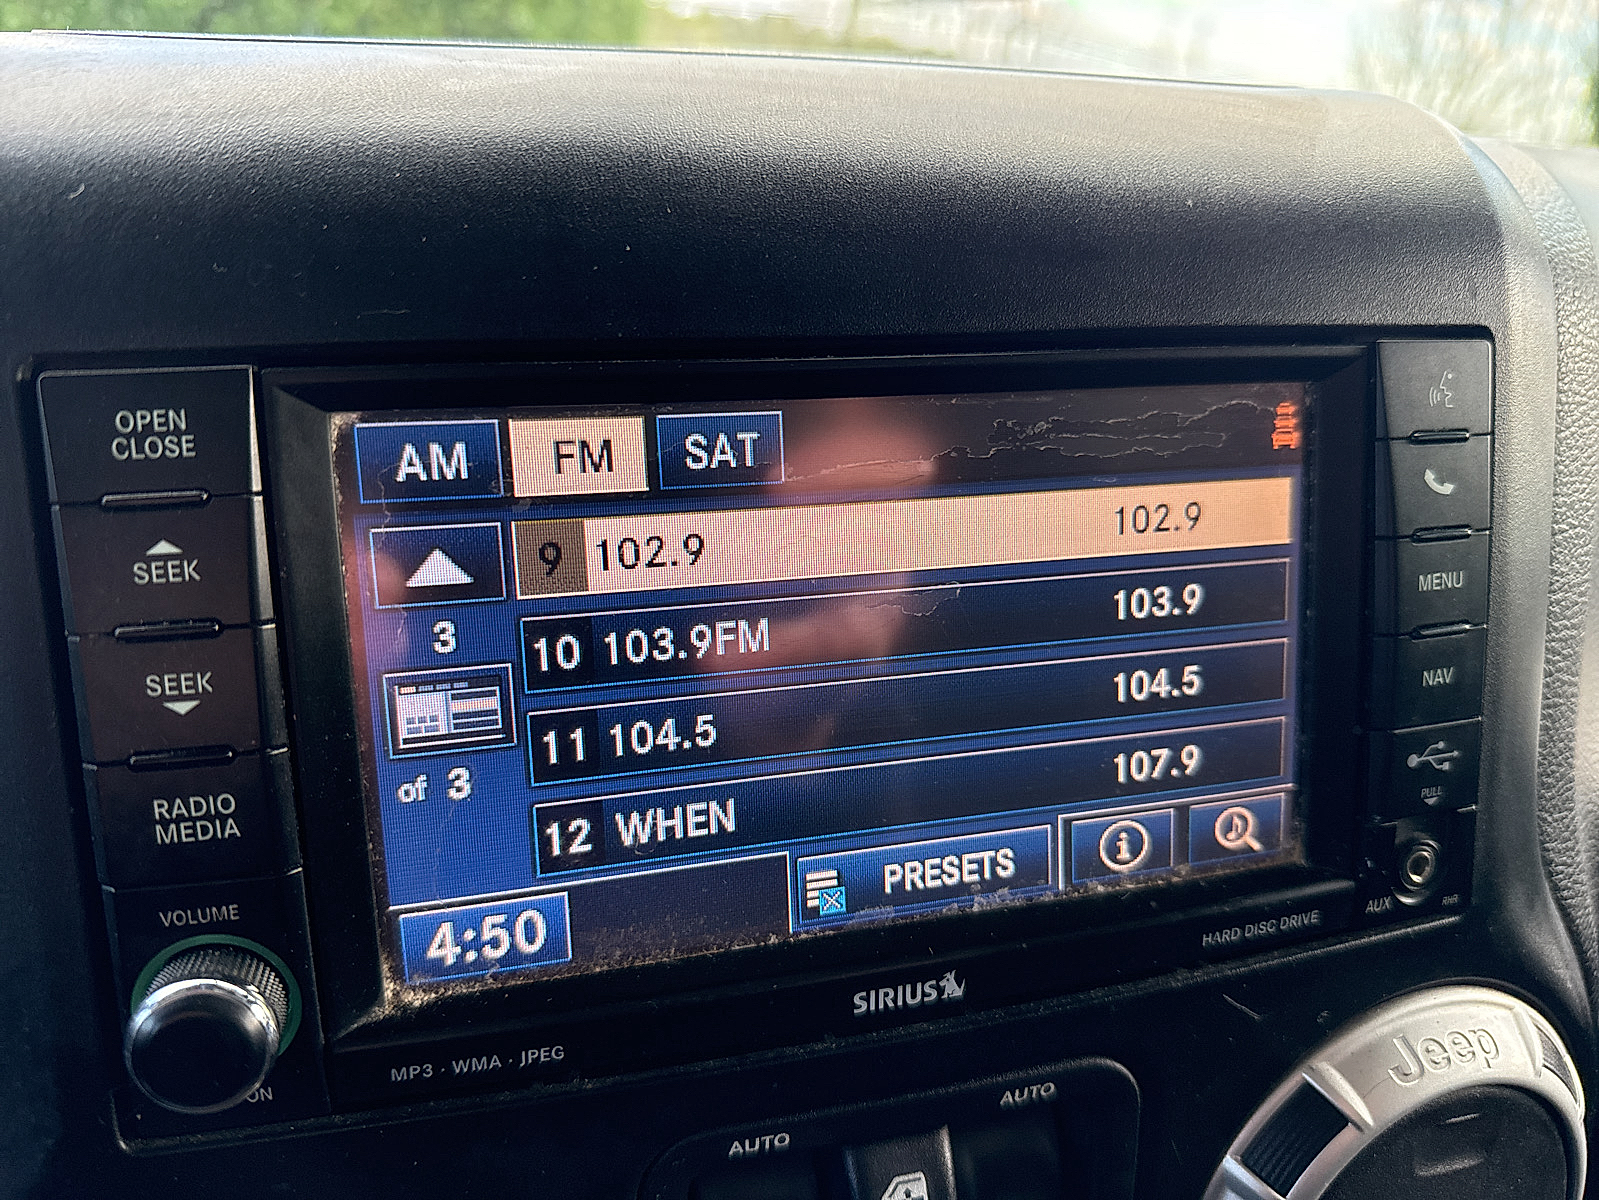 OPEN
CLOSE
SEEK
SEEK
RADIO
MEDIA
VOLUME
ON
AM FM SAT
3
of 3
9 102.9 102.9
10 103.9FM 103.9
11 104.5 104.5
12 WHEN 107.9
4:50
PRESETS
i
MENU
NAV
PULL
AUX
HARD DISC DRIVE
SIRIUS
MP3 · WMA · JPEG
AUTO
AUTO
Jeep